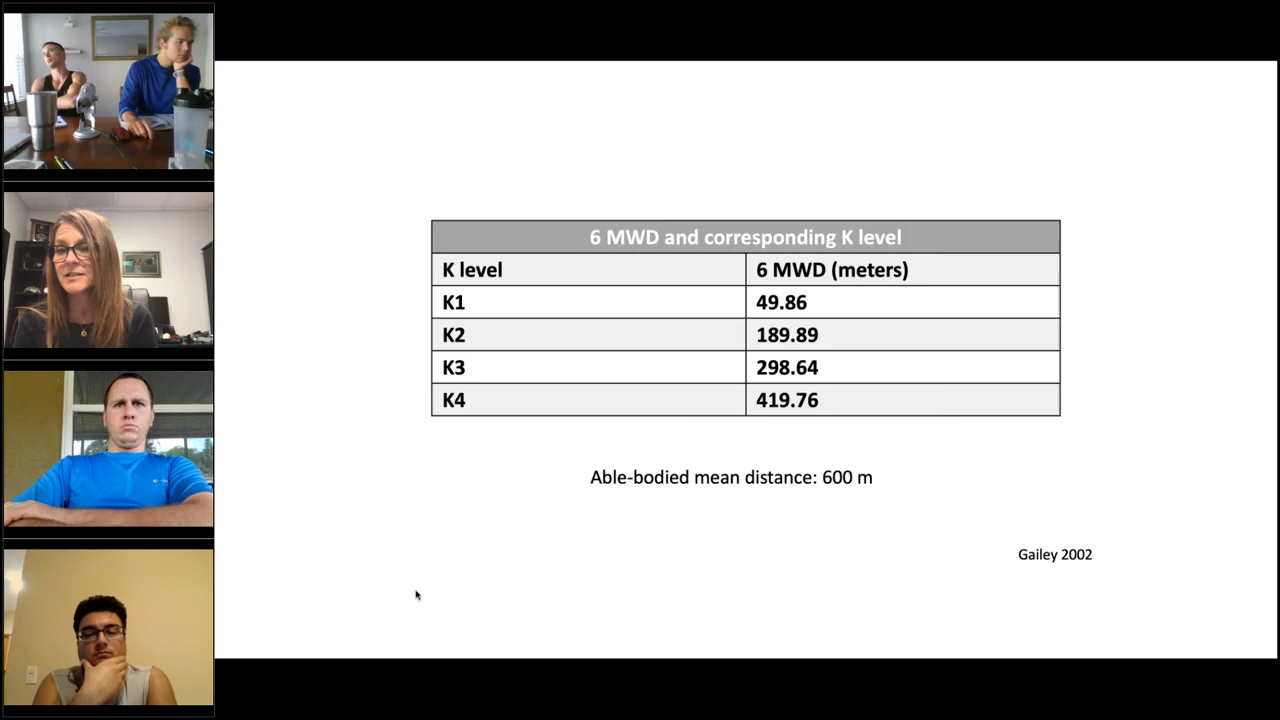 6 MWD and corresponding K level
K level 6 MWD (meters)
K1 49.86
K2 189.89
K3 298.64
K4 419.76
Able-bodied mean distance: 600 m
Gailey 2002